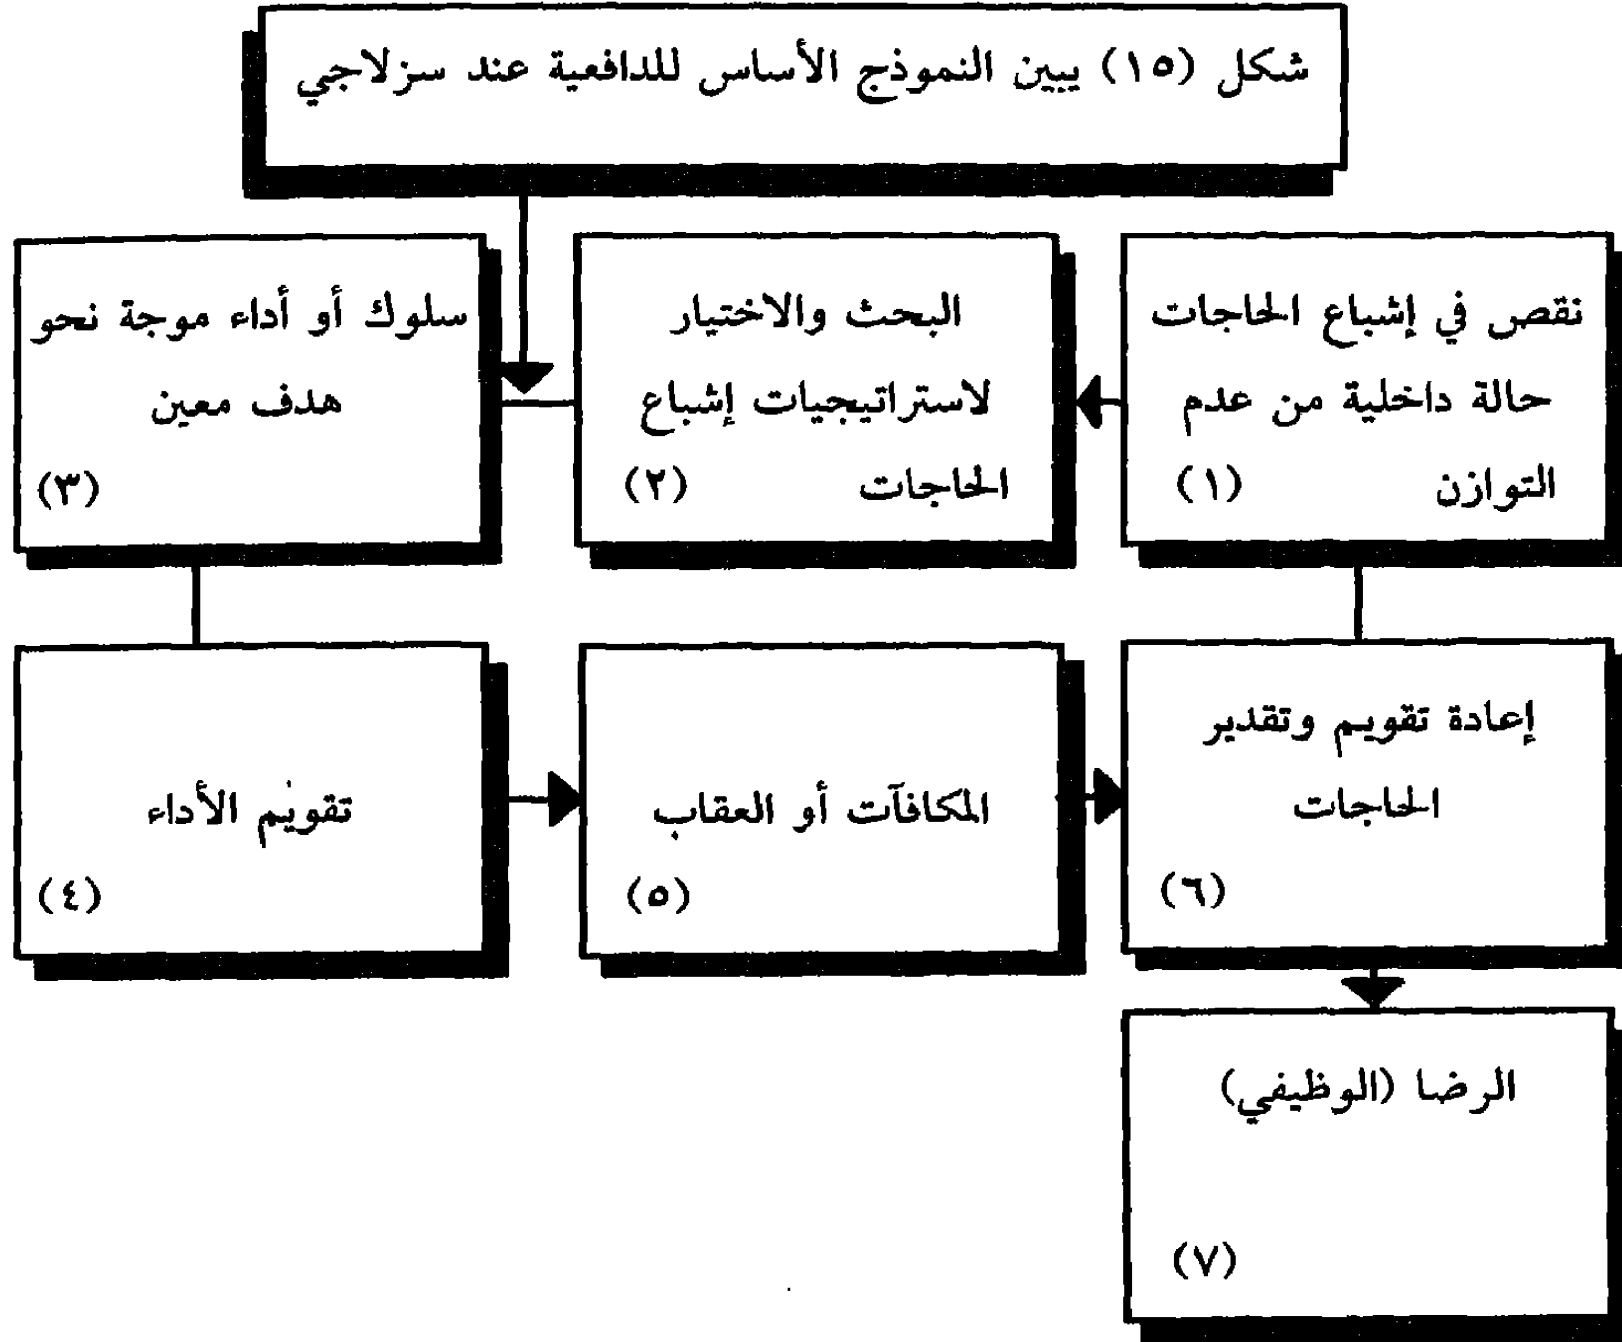 شكل (١٥) يبين النموذج الأساس للدافعية عند سزلاجي
نقص في إشباع الحاجات
حالة داخلية من عدم
التوازن (١)
البحث والاختيار
لاستراتيجيات إشباع
الحاجات (٢)
سلوك أو أداء موجة نحو
هدف معين
(٣)
تقويم الأداء
(٤)
المكافآت أو العقاب
(٥)
إعادة تقويم وتقدير
الحاجات
(٦)
الرضا (الوظيفي)
(٧)